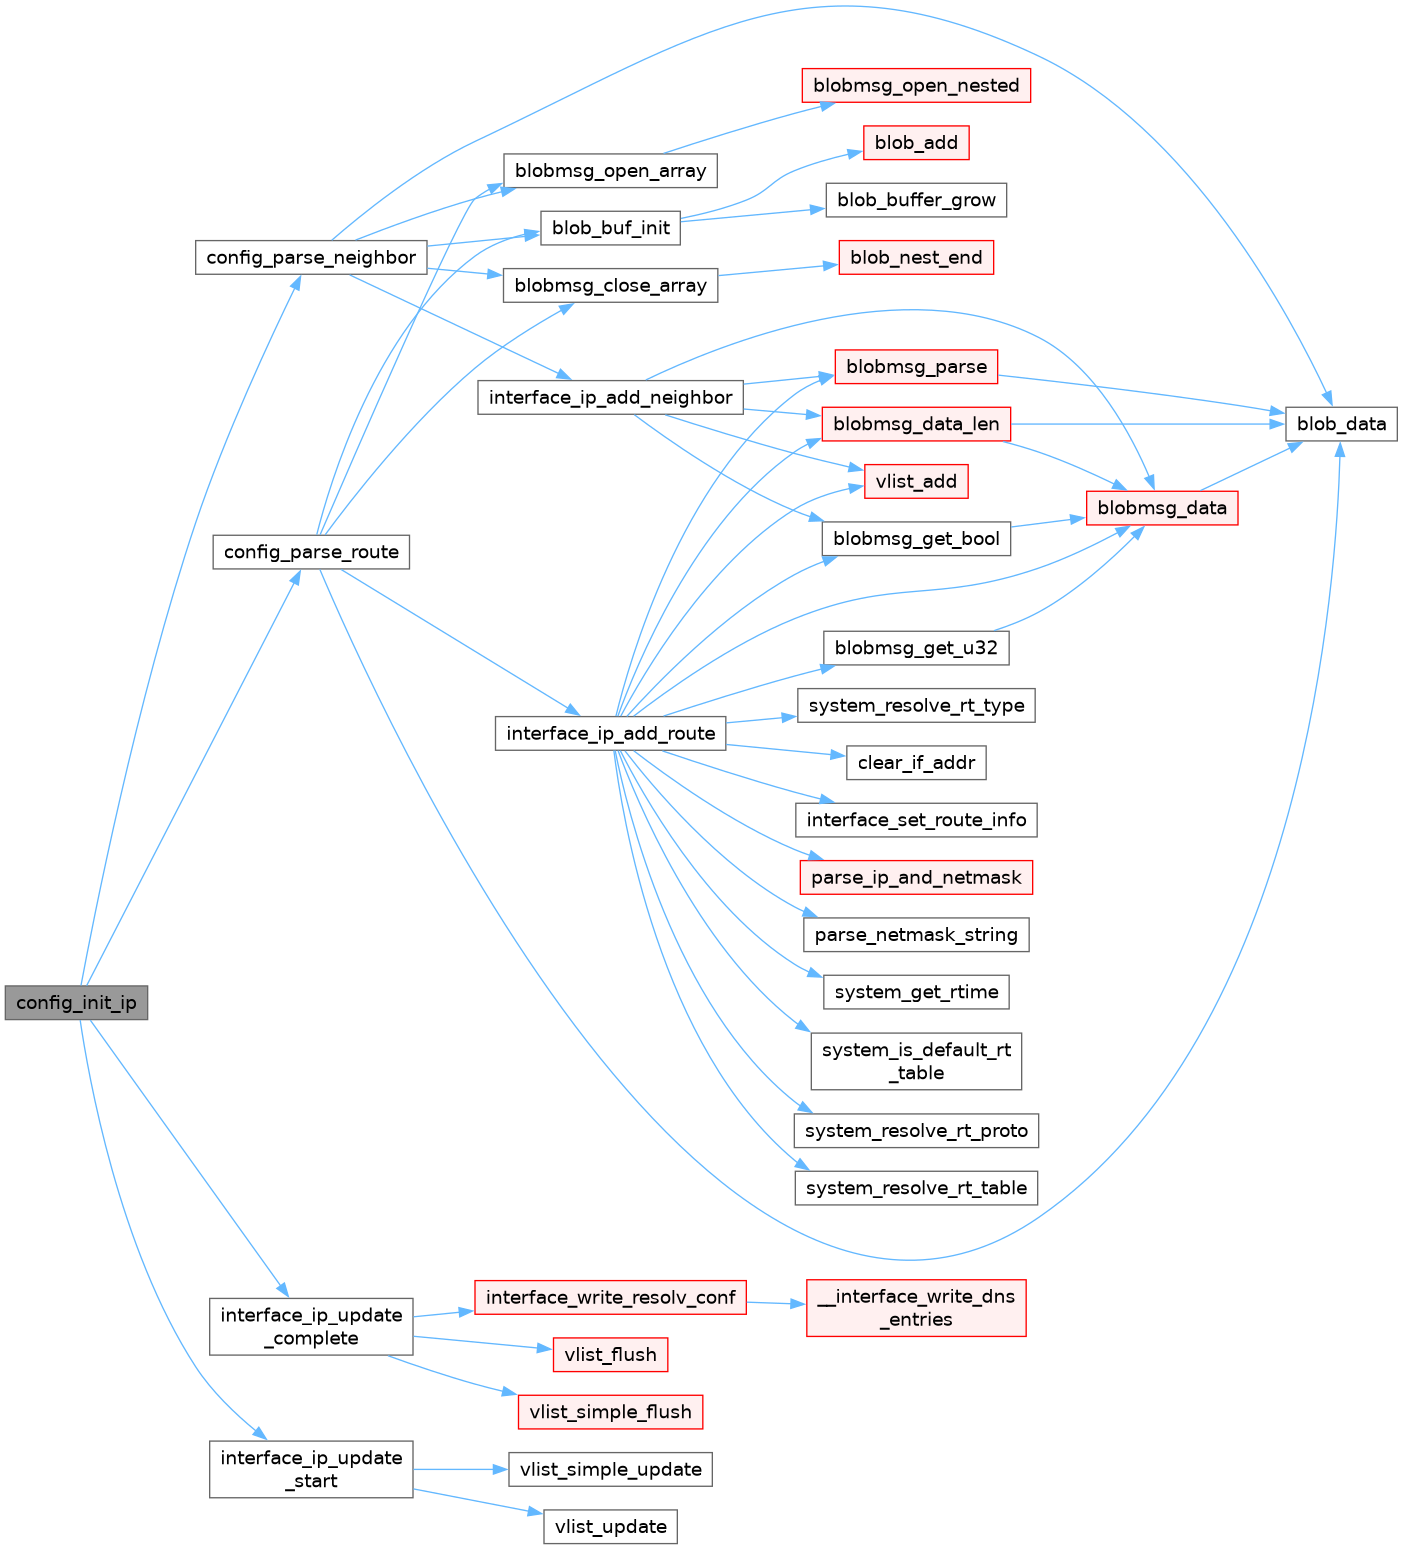 blobmsg_open_nested
blob_add
blobmsg_open_array
blob_buffer_grow
blob_buf_init
config_parse_neighbor
blob_nest_end
blobmsg_close_array
blobmsg_parse
interface_ip_add_neighbor
blobmsg_data_len
blob_data
vlist_add
blobmsg_data
blobmsg_get_bool
config_parse_route
blobmsg_get_u32
system_resolve_rt_type
interface_ip_add_route
clear_if_addr
interface_set_route_info
parse_ip_and_netmask
parse_netmask_string
system_get_rtime
config_init_ip
system_is_default_rt
_table
system_resolve_rt_proto
system_resolve_rt_table
interface_write_resolv_conf
__interface_write_dns
_entries
interface_ip_update
_complete
vlist_flush
vlist_simple_flush
interface_ip_update
_start
vlist_simple_update
vlist_update